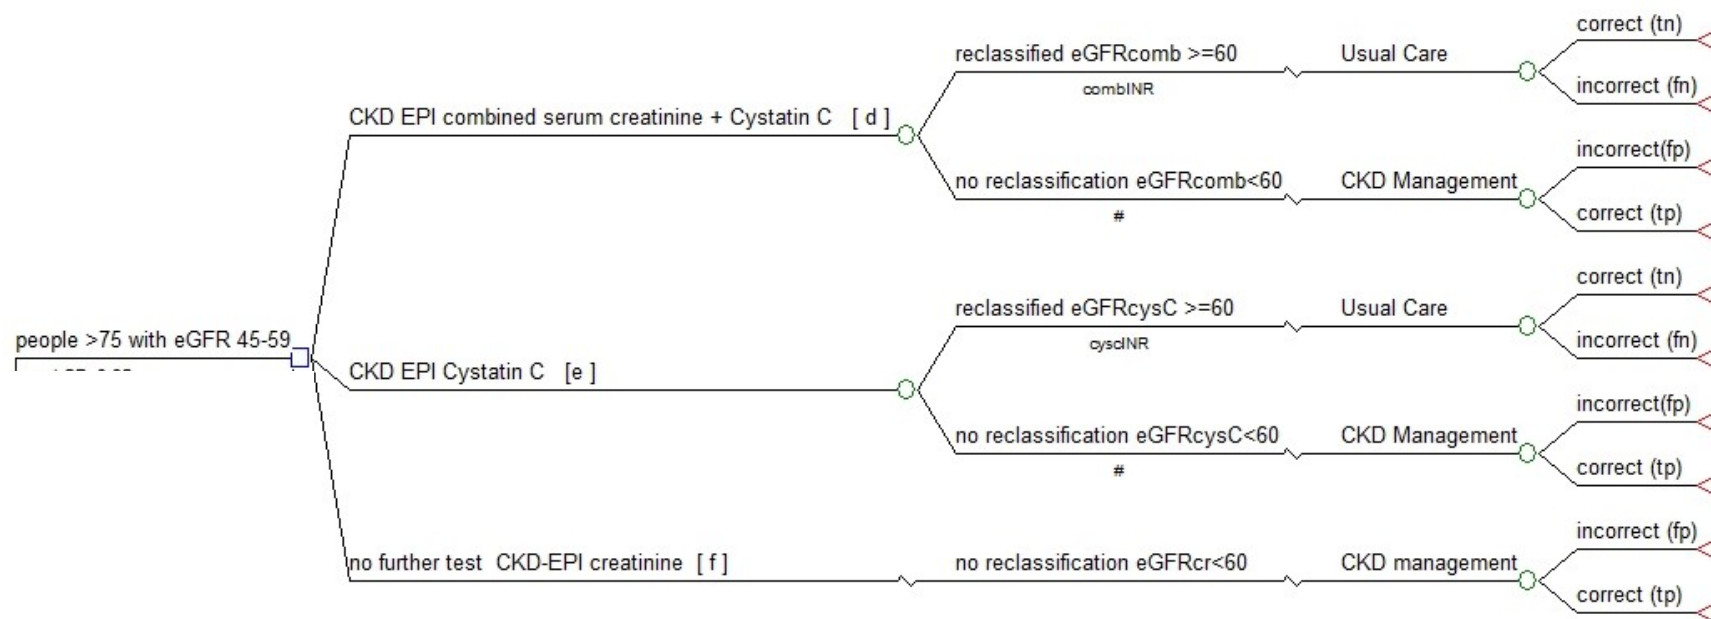 correct (tn)
reclassified eGFRcomb >=60
Usual Care
combINR
incorrect (fn)
CKD EPI combined serum creatinine + Cystatin C [ d ]
incorrect(fp)
no reclassification eGFRcomb<60
CKD Management
#
correct (tp)
correct (tn)
reclassified eGFRcysC >=60
Usual Care
cyscINR
incorrect (fn)
people >75 with eGFR 45-59
CKD EPI Cystatin C [e ]
incorrect(fp)
no reclassification eGFRcysC<60
CKD Management
#
correct (tp)
incorrect (fp)
no further test CKD-EPI creatinine [ f ]
no reclassification eGFRcr<60
CKD management
correct (tp)